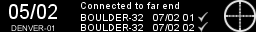 05/02
DENVER-01
Connected to far end
BOULDER-32 07/02 01 ✓
BOULDER-32 07/02 02 ✓